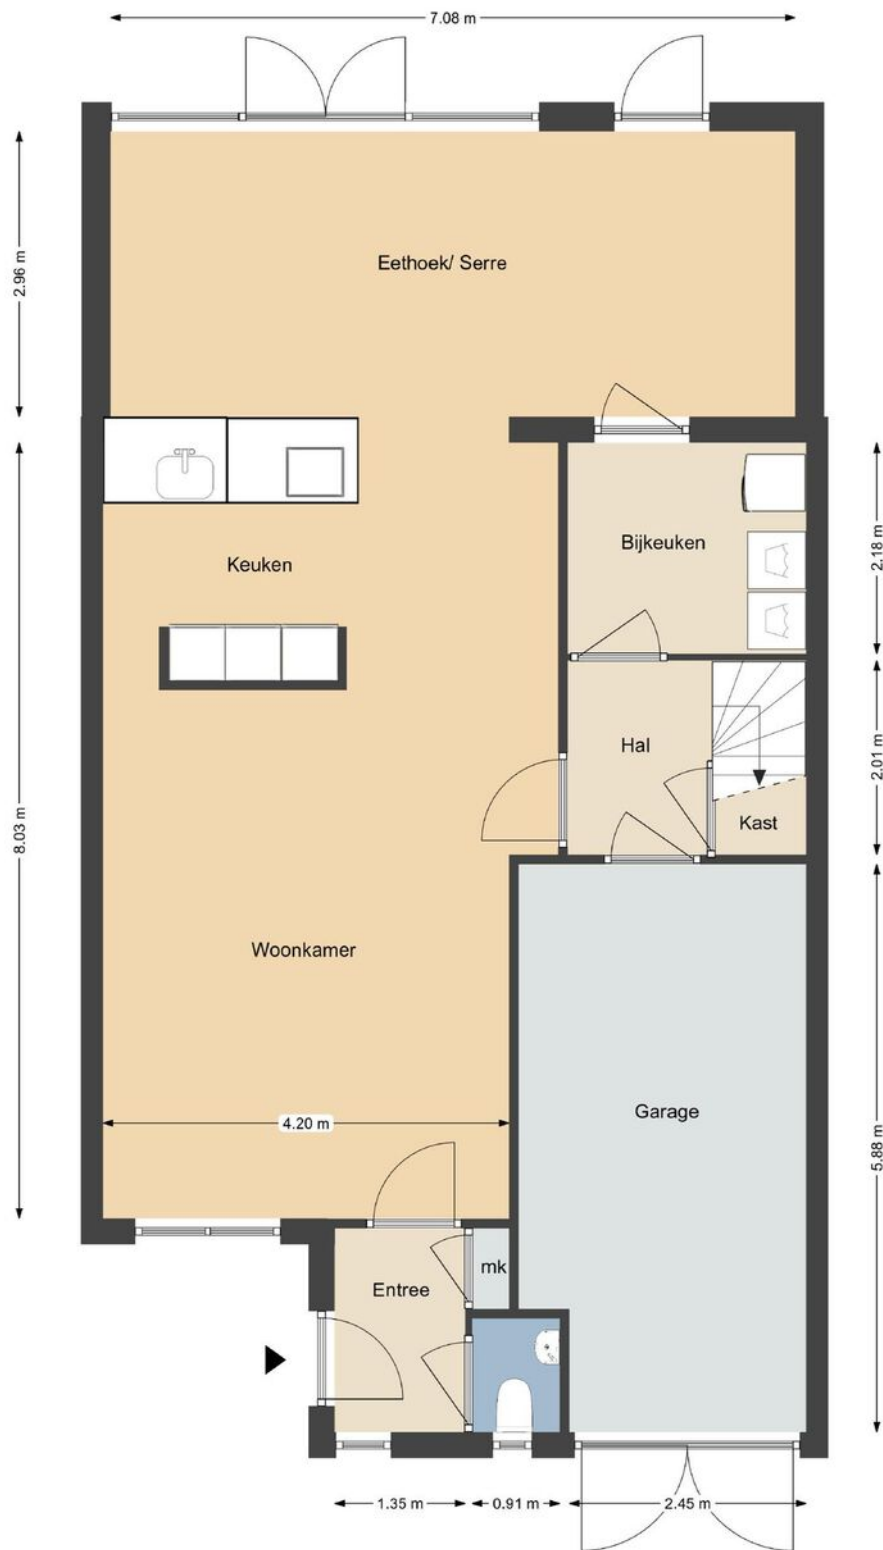 7.08 m
2.96 m
Eethoek/ Serre
Keuken
Bijkeuken
2.18 m
Hal
2.01 m
Kast
8.03 m
Woonkamer
Garage
4.20 m
5.88 m
mk
Entree
1.35 m
0.91 m
2.45 m